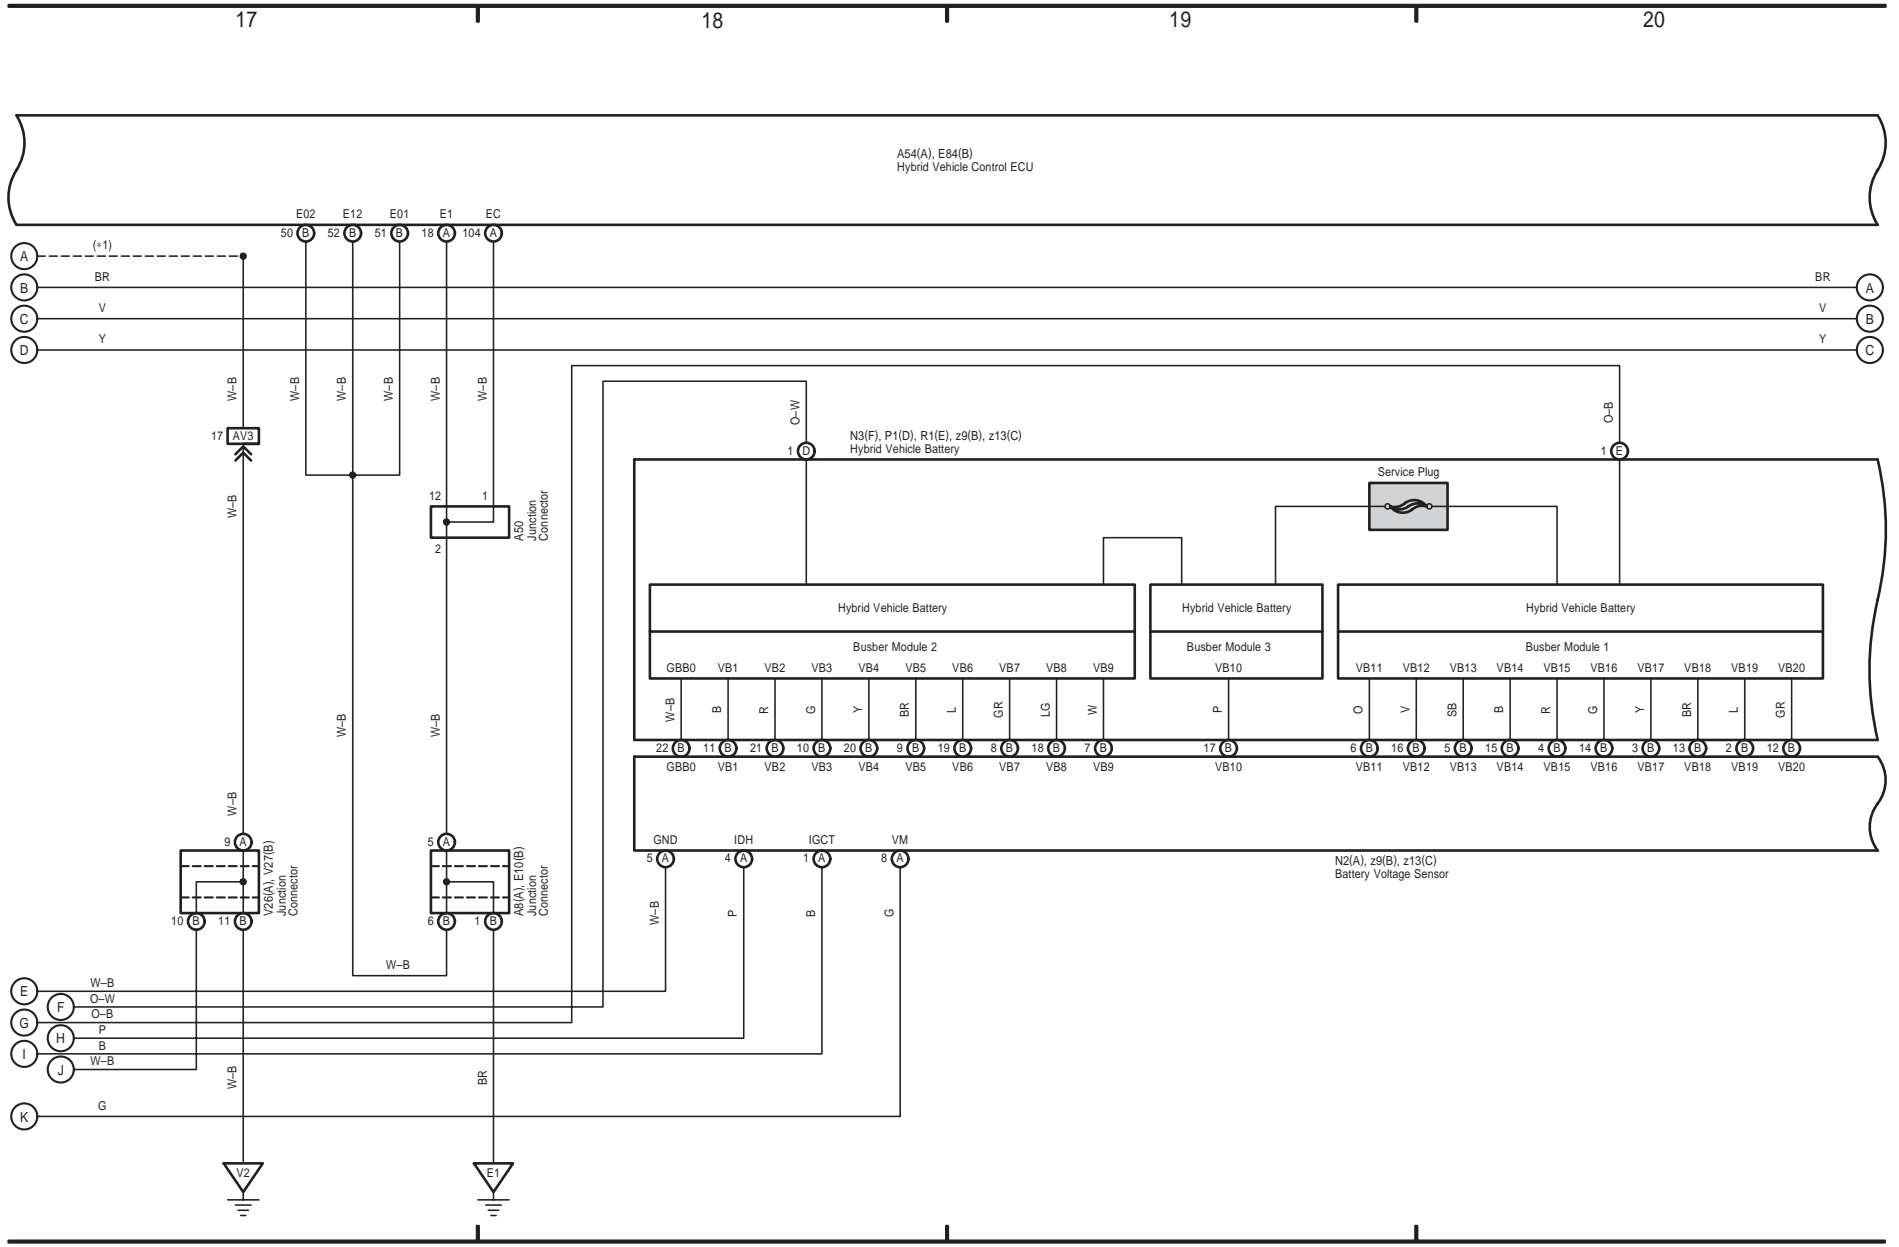 17 18 19 20
A54(A), E84(B)
Hybrid Vehicle Control ECU
E02 E12 E01 E1 EC
50 B 52 B 51 B 18 A 104 A
A (*1)
B BR BR A
C V V B
D Y Y C
W–B W–B W–B W–B W–B W–B O–W O–B
17 AV3
N3(F), P1(D), R1(E), z9(B), z13(C)
Hybrid Vehicle Battery
1 D 1 E
Service Plug
W–B
12 1
2
A50
Junction
Connector
Hybrid Vehicle Battery Hybrid Vehicle Battery Hybrid Vehicle Battery
Busber Module 2 Busber Module 3 Busber Module 1
GBB0 VB1 VB2 VB3 VB4 VB5 VB6 VB7 VB8 VB9 VB10 VB11 VB12 VB13 VB14 VB15 VB16 VB17 VB18 VB19 VB20
W–B W–B W–B B R G Y BR L GR LG W P O V SB B R G Y BR L GR
22 B 11 B 21 B 10 B 20 B 9 B 19 B 8 B 18 B 7 B 17 B 6 B 16 B 5 B 15 B 4 B 14 B 3 B 13 B 2 B 12 B
GBB0 VB1 VB2 VB3 VB4 VB5 VB6 VB7 VB8 VB9 VB10 VB11 VB12 VB13 VB14 VB15 VB16 VB17 VB18 VB19 VB20
W–B
GND IDH IGCT VM
9 A 5 A 5 A 4 A 1 A 8 A
N2(A), z9(B), z13(C)
Battery Voltage Sensor
V26(A), V27(B)
Junction
Connector
A8(A), E10(B)
Junction
Connector
10 B 11 B 6 B 1 B
W–B P B G
W–B
E W–B
F O–W
G O–B
H P
I B
J W–B
W–B BR
K G
V2 E1